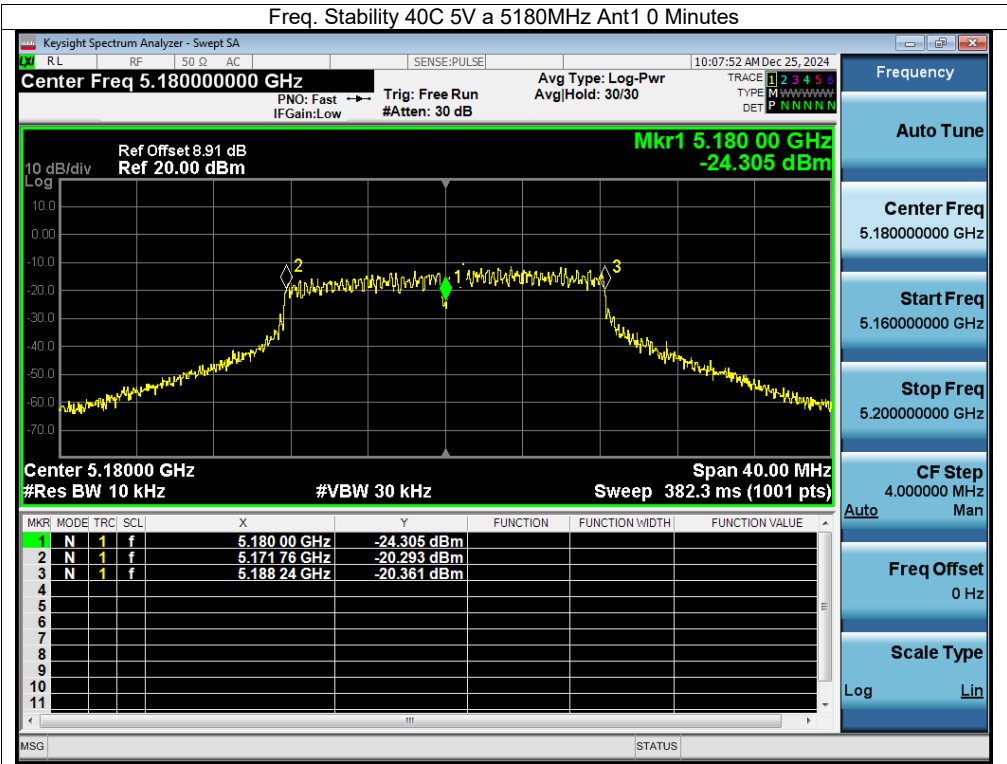 Freq. Stability 40C 5V a 5180MHz Ant1 0 Minutes
Keysight Spectrum Analyzer - Swept SA
LXI RL RF 50 Ω AC SENSE:PULSE 10:07:52 AM Dec 25, 2024
Center Freq 5.180000000 GHz
PNO: Fast
IFGain:Low
Trig: Free Run
#Atten: 30 dB
Avg Type: Log-Pwr
Avg|Hold: 30/30
TRACE 1 2 3 4 5 6
TYPE M W W W W W
DET P N N N N N
Mkr1 5.180 00 GHz
-24.305 dBm
Ref Offset 8.91 dB
10 dB/div Ref 20.00 dBm
Log
10.0
0.00
-10.0
-20.0
-30.0
-40.0
-50.0
-60.0
-70.0
2
1
3
Center 5.18000 GHz Span 40.00 MHz
#Res BW 10 kHz #VBW 30 kHz Sweep 382.3 ms (1001 pts)
MKR MODE TRC SCL X Y FUNCTION FUNCTION WIDTH FUNCTION VALUE
1 N 1 f 5.180 00 GHz -24.305 dBm
2 N 1 f 5.171 76 GHz -20.293 dBm
3 N 1 f 5.188 24 GHz -20.361 dBm
4
5
6
7
8
9
10
11
MSG STATUS
Frequency
Auto Tune
Center Freq
5.180000000 GHz
Start Freq
5.160000000 GHz
Stop Freq
5.200000000 GHz
CF Step
4.000000 MHz
Auto Man
Freq Offset
0 Hz
Scale Type
Log Lin